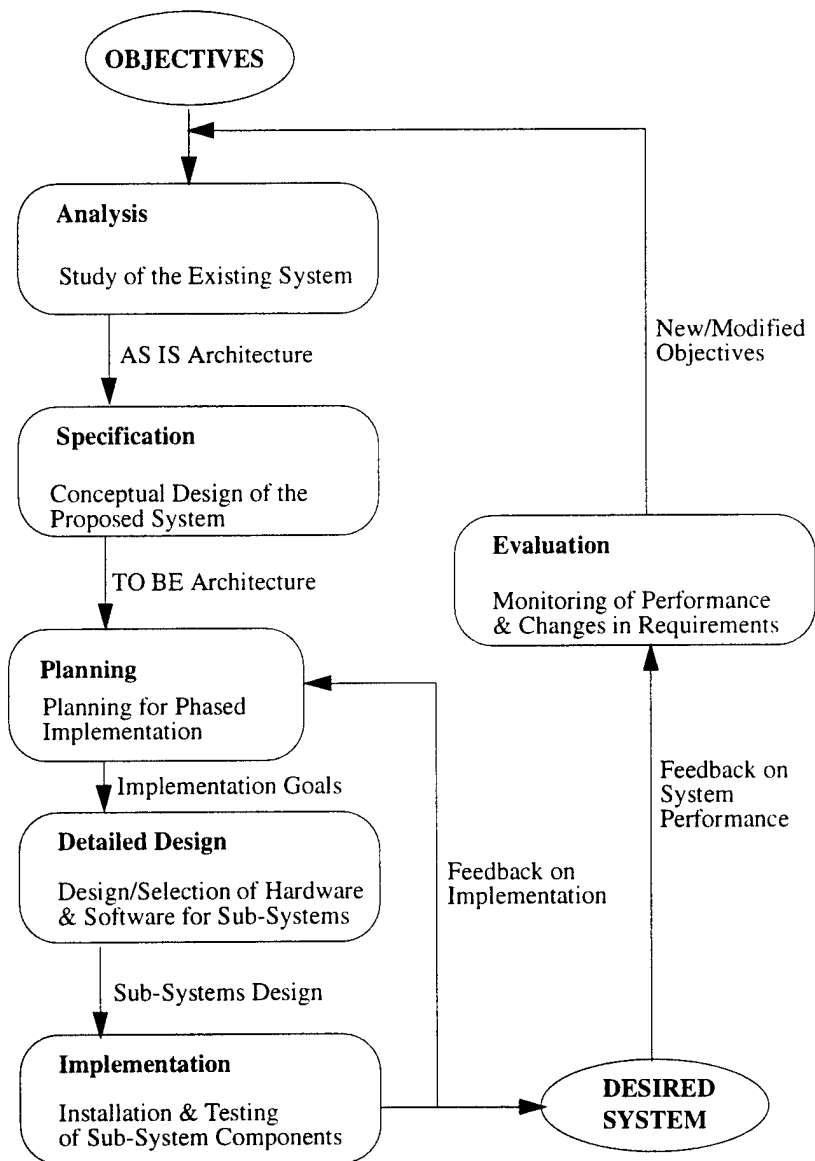 OBJECTIVES
Analysis
Study of the Existing System
AS IS Architecture
Specification
Conceptual Design of the
Proposed System
TO BE Architecture
Planning
Planning for Phased
Implementation
Implementation Goals
Detailed Design
Design/Selection of Hardware
& Software for Sub-Systems
Sub-Systems Design
Implementation
Installation & Testing
of Sub-System Components
Feedback on
Implementation
DESIRED
SYSTEM
Feedback on
System
Performance
Evaluation
Monitoring of Performance
& Changes in Requirements
New/Modified
Objectives